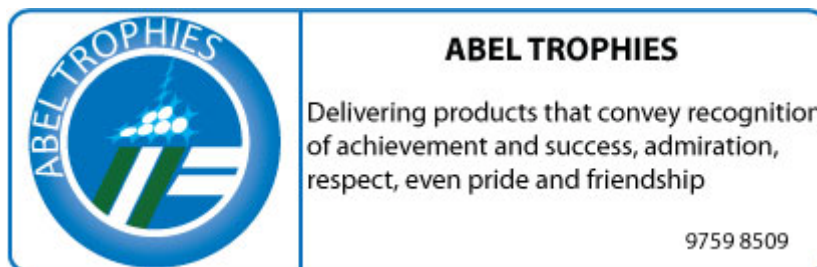 ABEL TROPHIES
ABEL TROPHIES
Delivering products that convey recognition
of achievement and success, admiration,
respect, even pride and friendship
9759 8509